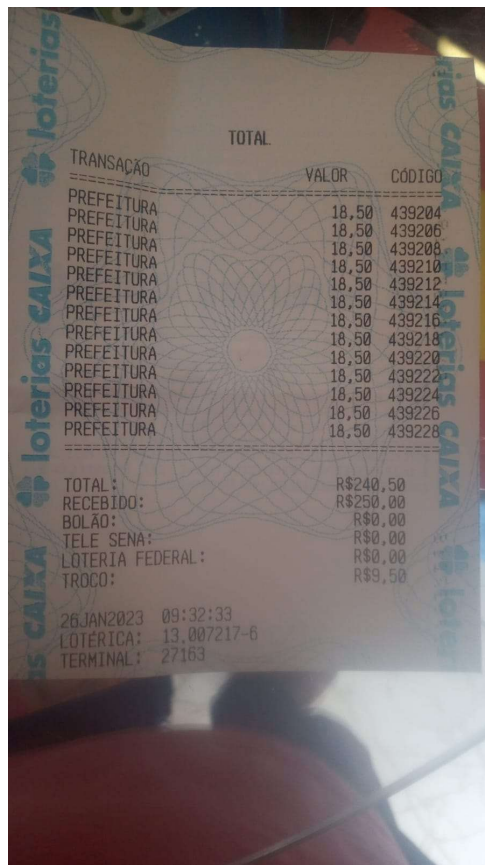 TOTAL
TRANSAÇÃO VALOR CÓDIGO
PREFEITURA 18,50 439204
PREFEITURA 18,50 439206
PREFEITURA 18,50 439208
PREFEITURA 18,50 439210
PREFEITURA 18,50 439212
PREFEITURA 18,50 439214
PREFEITURA 18,50 439216
PREFEITURA 18,50 439218
PREFEITURA 18,50 439220
PREFEITURA 18,50 439222
PREFEITURA 18,50 439224
PREFEITURA 18,50 439226
PREFEITURA 18,50 439228
TOTAL: R$240,50
RECEBIDO: R$250,00
BOLÃO: R$0,00
TELE SENA: R$0,00
LOTERIA FEDERAL: R$0,00
TROCO: R$9,50
26JAN2023 09:32:33
LOTÉRICA: 13,007217-6
TERMINAL: 27163
loterias
loterias CAIXA
as CAIXA
rias CAIXA
loterias CAIXA
loter